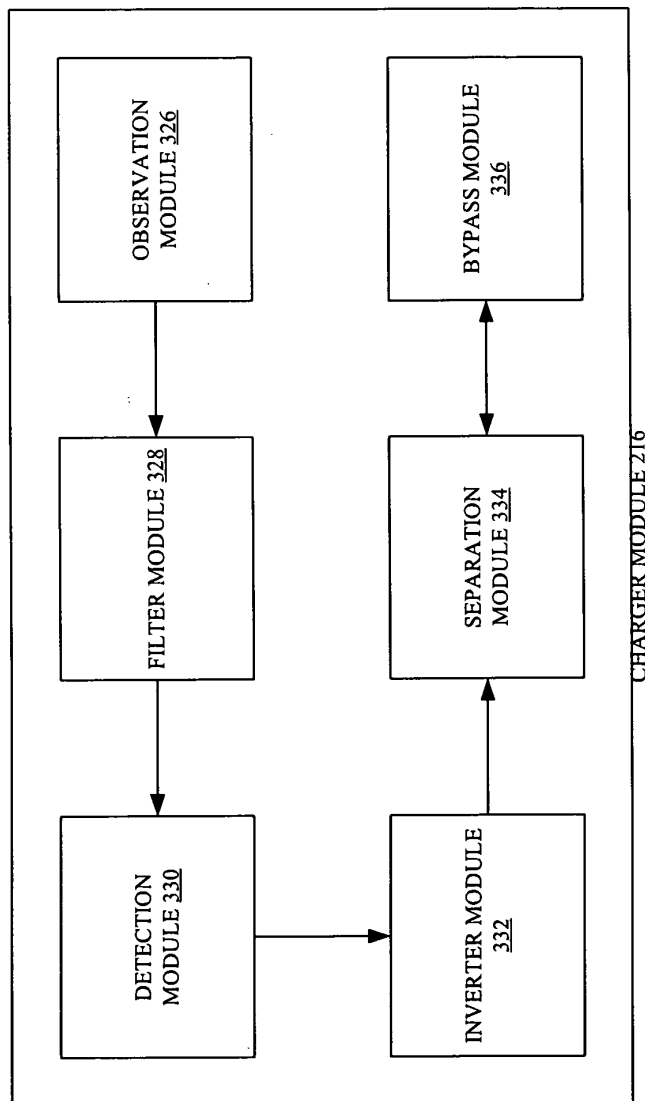 OBSERVATION
MODULE 326
FILTER MODULE 328
DETECTION
MODULE 330
INVERTER MODULE
332
SEPARATION
MODULE 334
BYPASS MODULE
336
CHARGER MODULE 216